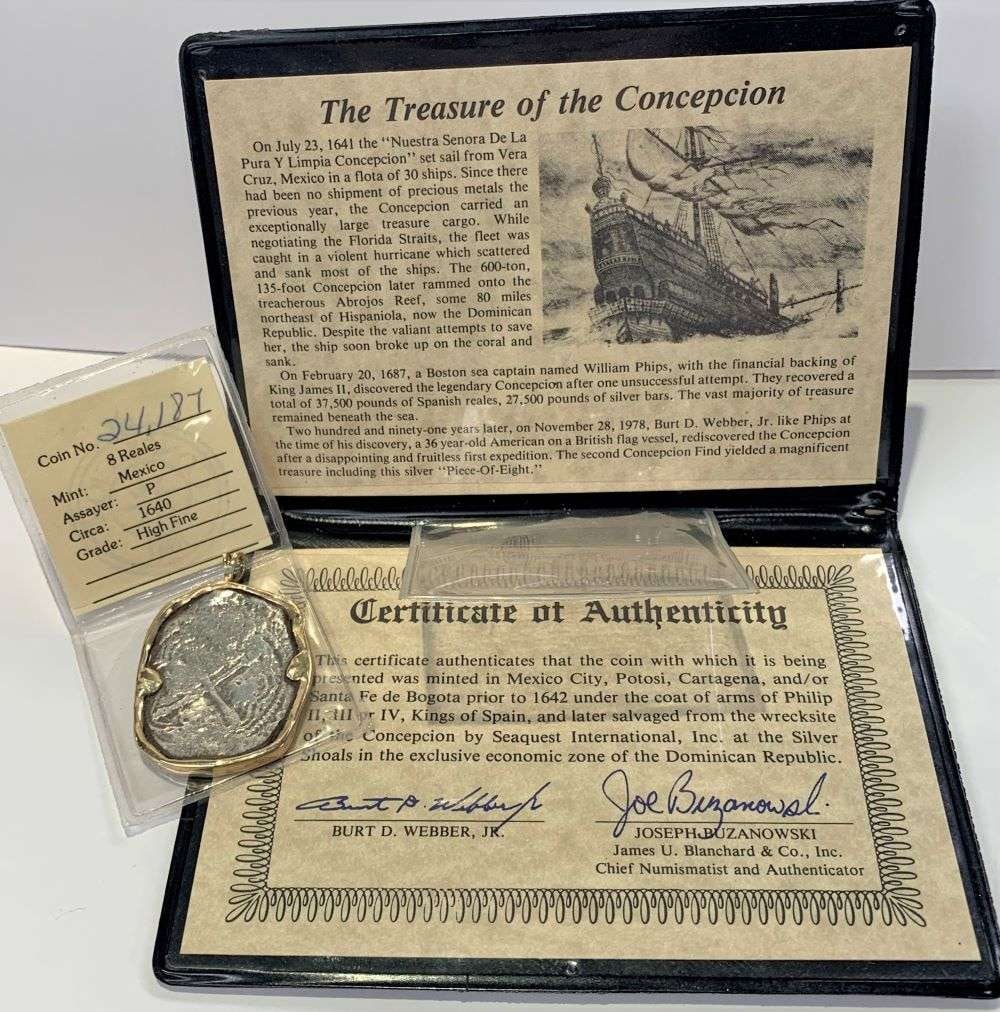 The Treasure of the Concepcion
On July 23, 1641 the "Nuestra Senora De La
Pura Y Limpia Concepcion" set sail from Vera
Cruz, Mexico in a flota of 30 ships. Since there
had been no shipment of precious metals the
previous year, the Concepcion carried an
exceptionally large treasure cargo. While
negotiating the Florida Straits, the fleet was
caught in a violent hurricane which scattered
and sank most of the ships. The 600-ton,
135-foot Concepcion later rammed onto the
treacherous Abrojos Reef, some 80 miles
northeast of Hispaniola, now the Dominican
Republic. Despite the valiant attempts to save
her, the ship soon broke up on the coral and
sank.
On February 20, 1687, a Boston sea captain named William Phips, with the financial backing of
King James II, discovered the legendary Concepcion after one unsuccessful attempt. They recovered a
total of 37,500 pounds of Spanish reales, 27,500 pounds of silver bars. The vast majority of treasure
remained beneath the sea.
Two hundred and ninety-one years later, on November 28, 1978, Burt D. Webber, Jr. like Phips at
the time of his discovery, a 36 year-old American on a British flag vessel, rediscovered the Concepcion
after a disappointing and fruitless first expedition. The second Concepcion Find yielded a magnificent
treasure including this silver "Piece-Of-Eight."
Coin No. 24,187
8 Reales
Mint: Mexico
Assayer: P
Circa: 1640
Grade: High Fine
Certificate of Authenticity
This certificate authenticates that the coin with which it is being
presented was minted in Mexico City, Potosi, Cartagena, and/or
Santa Fe de Bogota prior to 1642 under the coat of arms of Philip
II, III or IV, Kings of Spain, and later salvaged from the wrecksite
of the Concepcion by Seaquest International, Inc. at the Silver
Shoals in the exclusive economic zone of the Dominican Republic.
Burt D. Webber Jr
Joe Buzanowski
BURT D. WEBBER, JR.
JOSEPH BUZANOWSKI
James U. Blanchard & Co., Inc.
Chief Numismatist and Authenticator